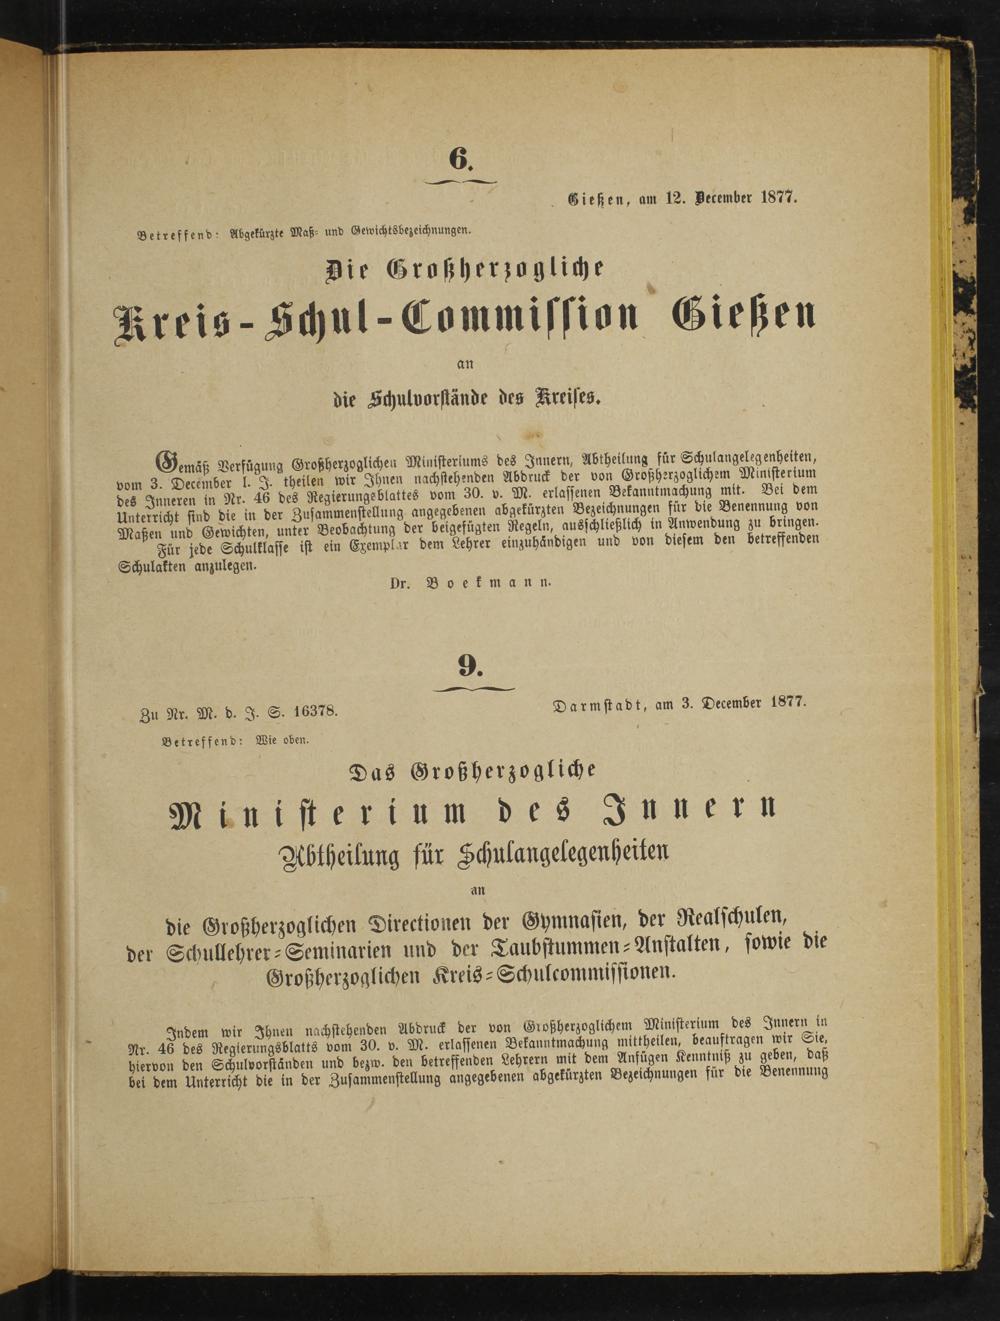 6.
Gießen, am 12. December 1877.
Betreffend: Abgekürzte Maß- und Gewichtsbezeichnungen.
Die Großherzogliche
Kreis-Schul-Commission Gießen
an
die Schulvorstände des Kreises.
Gemäß Verfügung Großherzoglichen Ministeriums des Innern, Abtheilung für Schulangelegenheiten,
vom 3. December l. J. theilen wir Ihnen nachstehenden Abdruck der von Großherzoglichem Ministerium
des Inneren in Nr. 46 des Regierungsblattes vom 30. v. M. erlassenen Bekanntmachung mit. Bei dem
Unterricht sind die in der Zusammenstellung angegebenen abgekürzten Bezeichnungen für die Benennung von
Maßen und Gewichten, unter Beobachtung der beigefügten Regeln, ausschließlich in Anwendung zu bringen.
Für jede Schulklasse ist ein Exemplar dem Lehrer einzuhändigen und von diesem den betreffenden
Schulakten anzulegen.
Dr. Boekmann.
9.
Zu Nr. M. d. J. S. 16378.
Darmstadt, am 3. December 1877.
Betreffend: Wie oben.
Das Großherzogliche
Ministerium des Innern
Abtheilung für Schulangelegenheiten
an
die Großherzoglichen Directionen der Gymnasien, der Realschulen,
der Schullehrer-Seminarien und der Taubstummen-Anstalten, sowie die
Großherzoglichen Kreis-Schulcommissionen.
Indem wir Ihnen nachstehenden Abdruck der von Großherzoglichem Ministerium des Innern in
Nr. 46 des Regierungsblatts vom 30. v. M. erlassenen Bekanntmachung mittheilen, beauftragen wir Sie,
hiervon den Schulvorständen und bezw. den betreffenden Lehrern mit dem Anfügen Kenntniß zu geben, daß
bei dem Unterricht die in der Zusammenstellung angegebenen abgekürzten Bezeichnungen für die Benennung